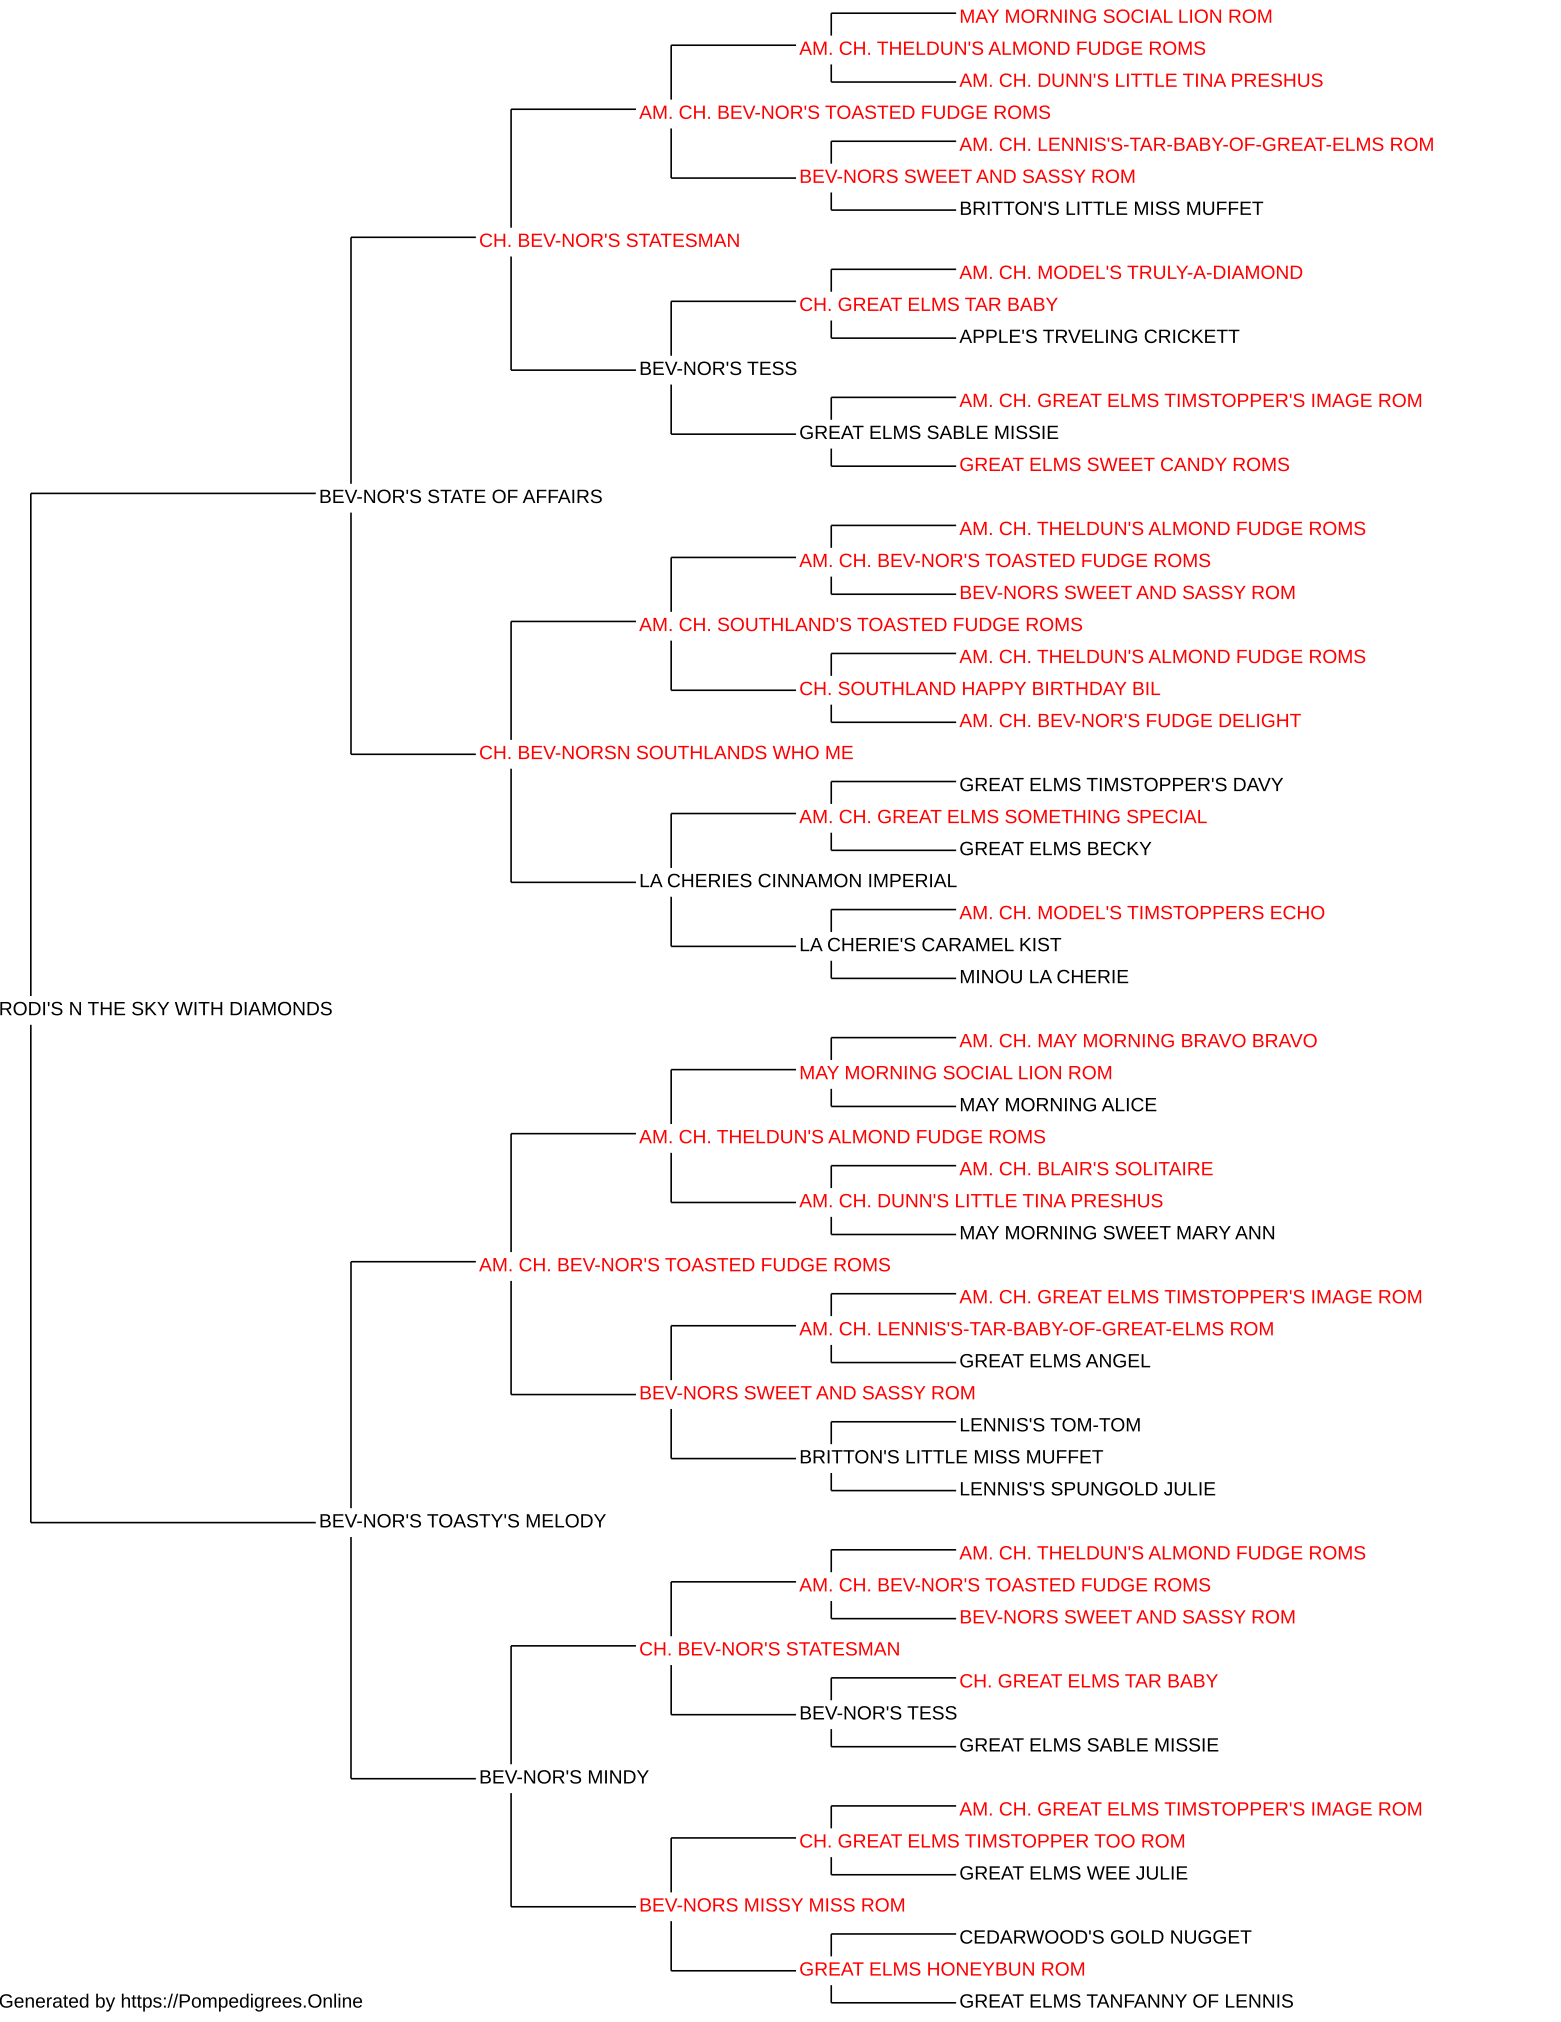 MAY MORNING SOCIAL LION ROM
AM. CH. THELDUN'S ALMOND FUDGE ROMS
AM. CH. DUNN'S LITTLE TINA PRESHUS
AM. CH. BEV-NOR'S TOASTED FUDGE ROMS
AM. CH. LENNIS'S-TAR-BABY-OF-GREAT-ELMS ROM
BEV-NORS SWEET AND SASSY ROM
BRITTON'S LITTLE MISS MUFFET
CH. BEV-NOR'S STATESMAN
AM. CH. MODEL'S TRULY-A-DIAMOND
CH. GREAT ELMS TAR BABY
APPLE'S TRVELING CRICKETT
BEV-NOR'S TESS
AM. CH. GREAT ELMS TIMSTOPPER'S IMAGE ROM
GREAT ELMS SABLE MISSIE
GREAT ELMS SWEET CANDY ROMS
BEV-NOR'S STATE OF AFFAIRS
AM. CH. THELDUN'S ALMOND FUDGE ROMS
AM. CH. BEV-NOR'S TOASTED FUDGE ROMS
BEV-NORS SWEET AND SASSY ROM
AM. CH. SOUTHLAND'S TOASTED FUDGE ROMS
AM. CH. THELDUN'S ALMOND FUDGE ROMS
CH. SOUTHLAND HAPPY BIRTHDAY BIL
AM. CH. BEV-NOR'S FUDGE DELIGHT
CH. BEV-NORSN SOUTHLANDS WHO ME
GREAT ELMS TIMSTOPPER'S DAVY
AM. CH. GREAT ELMS SOMETHING SPECIAL
GREAT ELMS BECKY
LA CHERIES CINNAMON IMPERIAL
AM. CH. MODEL'S TIMSTOPPERS ECHO
LA CHERIE'S CARAMEL KIST
MINOU LA CHERIE
RODI'S N THE SKY WITH DIAMONDS
AM. CH. MAY MORNING BRAVO BRAVO
MAY MORNING SOCIAL LION ROM
MAY MORNING ALICE
AM. CH. THELDUN'S ALMOND FUDGE ROMS
AM. CH. BLAIR'S SOLITAIRE
AM. CH. DUNN'S LITTLE TINA PRESHUS
MAY MORNING SWEET MARY ANN
AM. CH. BEV-NOR'S TOASTED FUDGE ROMS
AM. CH. GREAT ELMS TIMSTOPPER'S IMAGE ROM
AM. CH. LENNIS'S-TAR-BABY-OF-GREAT-ELMS ROM
GREAT ELMS ANGEL
BEV-NORS SWEET AND SASSY ROM
LENNIS'S TOM-TOM
BRITTON'S LITTLE MISS MUFFET
LENNIS'S SPUNGOLD JULIE
BEV-NOR'S TOASTY'S MELODY
AM. CH. THELDUN'S ALMOND FUDGE ROMS
AM. CH. BEV-NOR'S TOASTED FUDGE ROMS
BEV-NORS SWEET AND SASSY ROM
CH. BEV-NOR'S STATESMAN
CH. GREAT ELMS TAR BABY
BEV-NOR'S TESS
GREAT ELMS SABLE MISSIE
BEV-NOR'S MINDY
AM. CH. GREAT ELMS TIMSTOPPER'S IMAGE ROM
CH. GREAT ELMS TIMSTOPPER TOO ROM
GREAT ELMS WEE JULIE
BEV-NORS MISSY MISS ROM
CEDARWOOD'S GOLD NUGGET
GREAT ELMS HONEYBUN ROM
GREAT ELMS TANFANNY OF LENNIS
Generated by https://Pompedigrees.Online